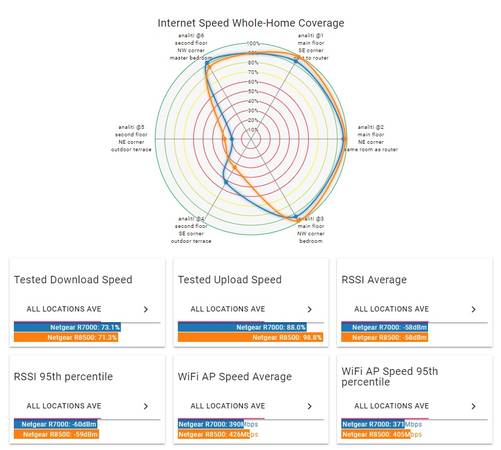 Internet Speed Whole-Home Coverage
analiti @6
second floor
NW corner
master bedroom
analiti @1
main floor
SE corner
next to router
100%
90%
80%
70%
60%
50%
40%
30%
20%
10%
analiti @5
second floor
NE corner
outdoor terrace
analiti @2
main floor
NE corner
same room as router
analiti @4
second floor
SE corner
outdoor terrace
analiti @3
main floor
NW corner
bedroom
Tested Download Speed
ALL LOCATIONS AVE
Netgear R7000: 73.1%
Netgear R8500: 71.3%
Tested Upload Speed
ALL LOCATIONS AVE
Netgear R7000: 88.0%
Netgear R8500: 98.8%
RSSI Average
ALL LOCATIONS AVE
Netgear R7000: -58dBm
Netgear R8500: -58dBm
RSSI 95th percentile
ALL LOCATIONS AVE
Netgear R7000: -60dBm
Netgear R8500: -59dBm
WiFi AP Speed Average
ALL LOCATIONS AVE
Netgear R7000: 390Mbps
Netgear R8500: 426Mbps
WiFi AP Speed 95th
percentile
ALL LOCATIONS AVE
Netgear R7000: 371Mbps
Netgear R8500: 405Mbps